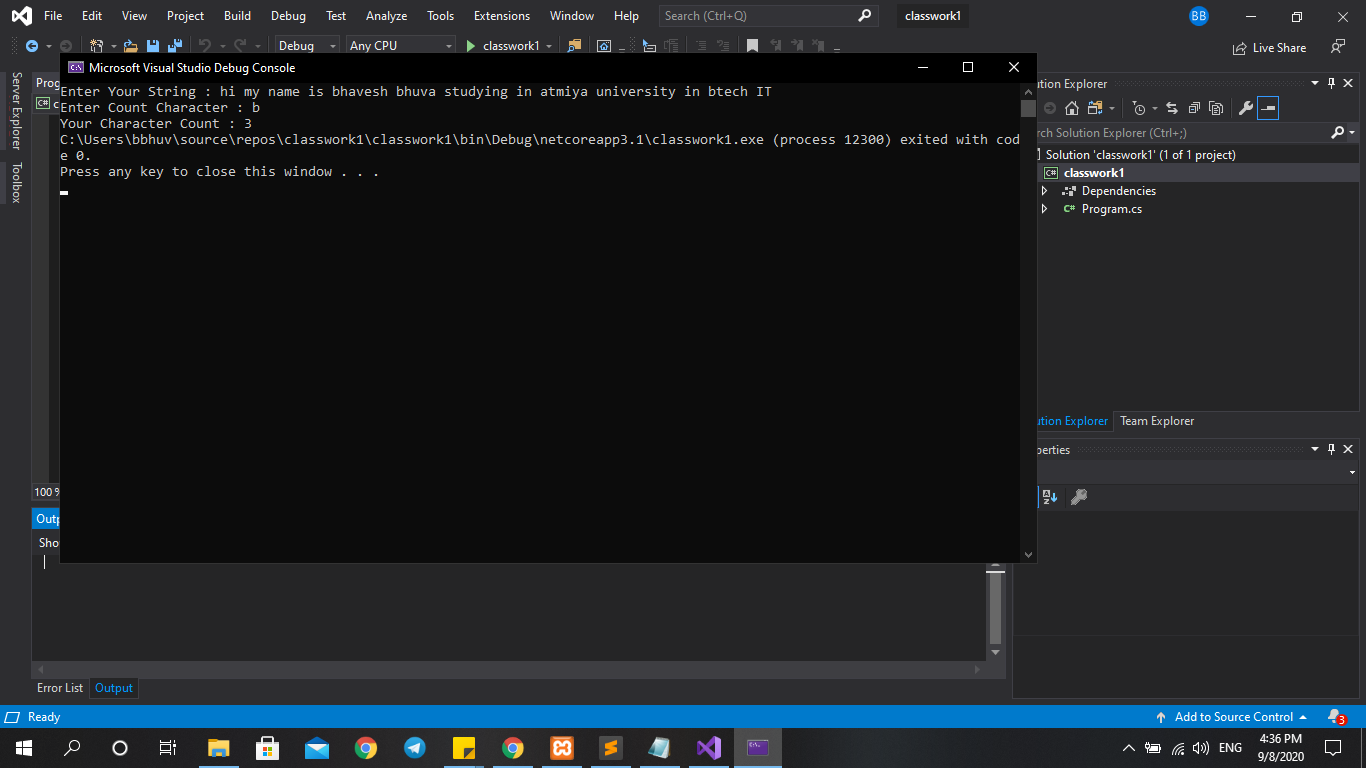 File Edit View Project Build Debug Test Analyze Tools Extensions Window Help Search (Ctrl+Q) classwork1 BB
Debug Any CPU classwork1 Live Share
Server Explorer
Toolbox
Prog
C# c
Microsoft Visual Studio Debug Console
Enter Your String : hi my name is bhavesh bhuva studying in atmiya university in btech IT
Enter Count Character : b
Your Character Count : 3
C:\Users\bbhuv\source\repos\classwork1\classwork1\bin\Debug\netcoreapp3.1\classwork1.exe (process 12300) exited with cod
e 0.
Press any key to close this window . . .
ution Explorer
rch Solution Explorer (Ctrl+;)
Solution 'classwork1' (1 of 1 project)
C# classwork1
Dependencies
C# Program.cs
ution Explorer Team Explorer
perties
100 %
Outp
Sho
Error List Output
Ready Add to Source Control 3
ENG 4:36 PM
9/8/2020